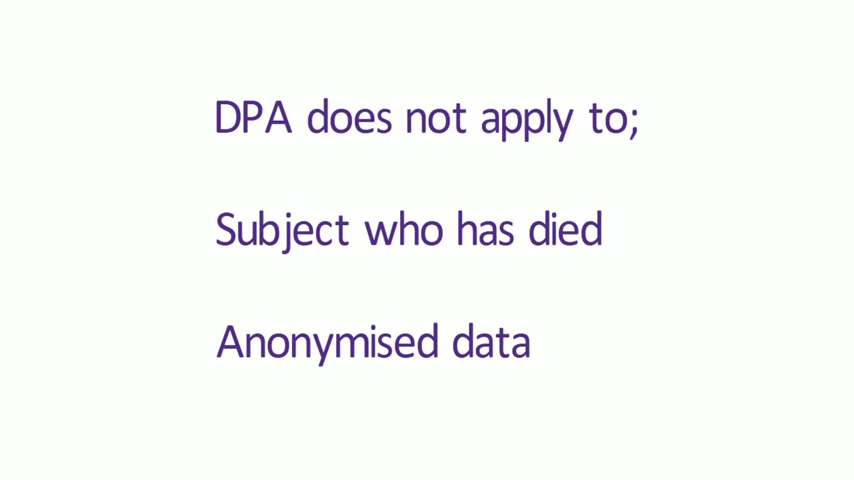 DPA does not apply to;
Subject who has died
Anonymised data